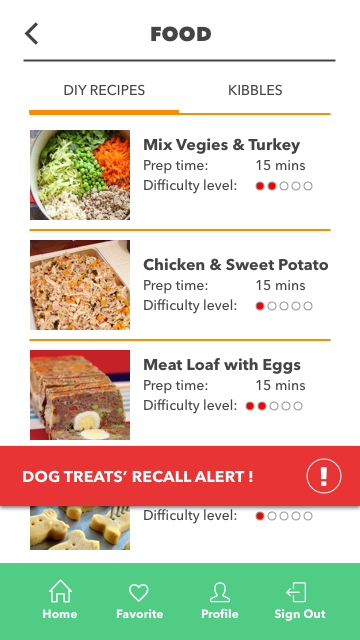 FOOD
DIY RECIPES KIBBLES
Mix Vegies & Turkey
Prep time: 15 mins
Difficulty level:
Chicken & Sweet Potato
Prep time: 15 mins
Difficulty level:
Meat Loaf with Eggs
Prep time: 15 mins
Difficulty level:
DOG TREATS’ RECALL ALERT !
!
Difficulty level:
Home Favorite Profile Sign Out